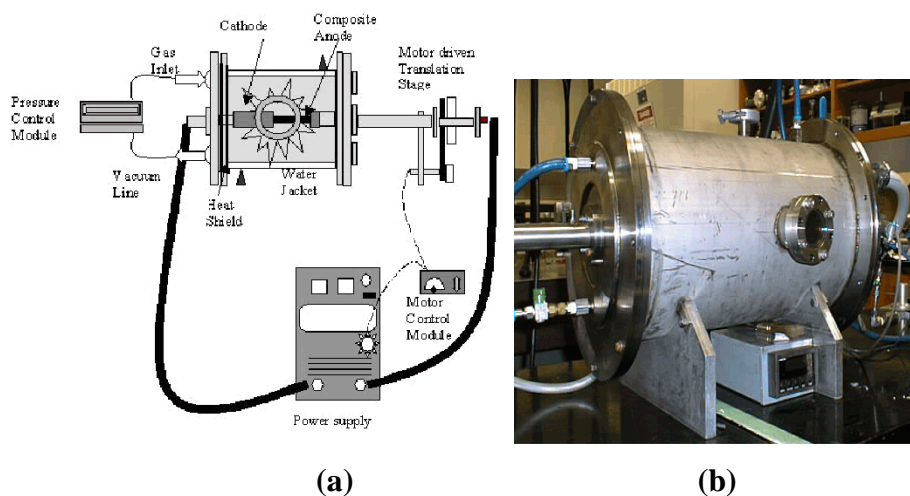 Cathode
Composite
Anode
Gas
Inlet
Motor driven
Translation
Stage
Pressure
Control
Module
Vacuum
Line
Heat
Shield
Water
Jacket
Motor
Control
Module
Power supply
(a)
(b)